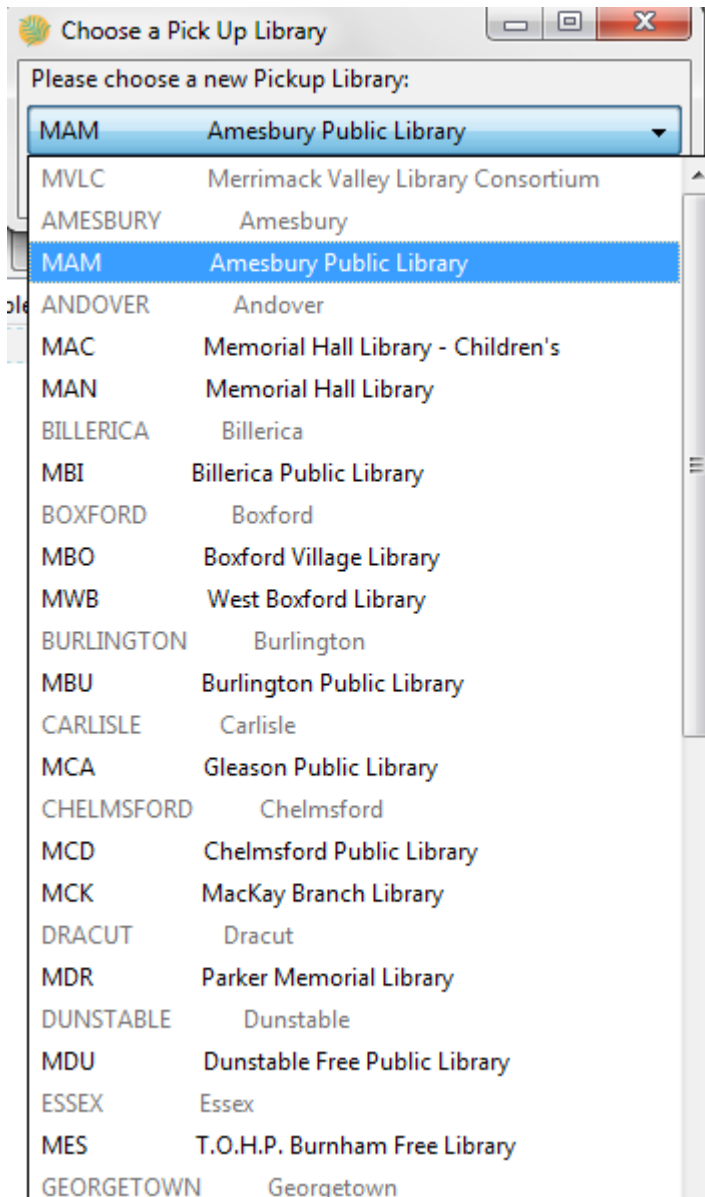 Choose a Pick Up Library
Please choose a new Pickup Library:
MAM Amesbury Public Library
MVLC Merrimack Valley Library Consortium
AMESBURY Amesbury
MAM Amesbury Public Library
ANDOVER Andover
MAC Memorial Hall Library - Children's
MAN Memorial Hall Library
BILLERICA Billerica
MBI Billerica Public Library
BOXFORD Boxford
MBO Boxford Village Library
MWB West Boxford Library
BURLINGTON Burlington
MBU Burlington Public Library
CARLISLE Carlisle
MCA Gleason Public Library
CHELMSFORD Chelmsford
MCD Chelmsford Public Library
MCK MacKay Branch Library
DRACUT Dracut
MDR Parker Memorial Library
DUNSTABLE Dunstable
MDU Dunstable Free Public Library
ESSEX Essex
MES T.O.H.P. Burnham Free Library
GEORGETOWN Georgetown